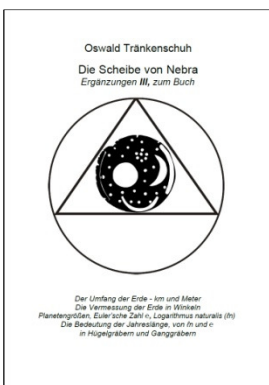 Oswald Tränkenschuh
Die Scheibe von Nebra
Ergänzungen III, zum Buch
Der Umfang der Erde - km und Meter
Die Vermessung der Erde in Winkeln
Planetengrößen, Euler'sche Zahl e, Logarithmus naturalis (fn)
Die Bedeutung der Jahreslänge, von fn und e
in Hügelgräbern und Ganggräbern